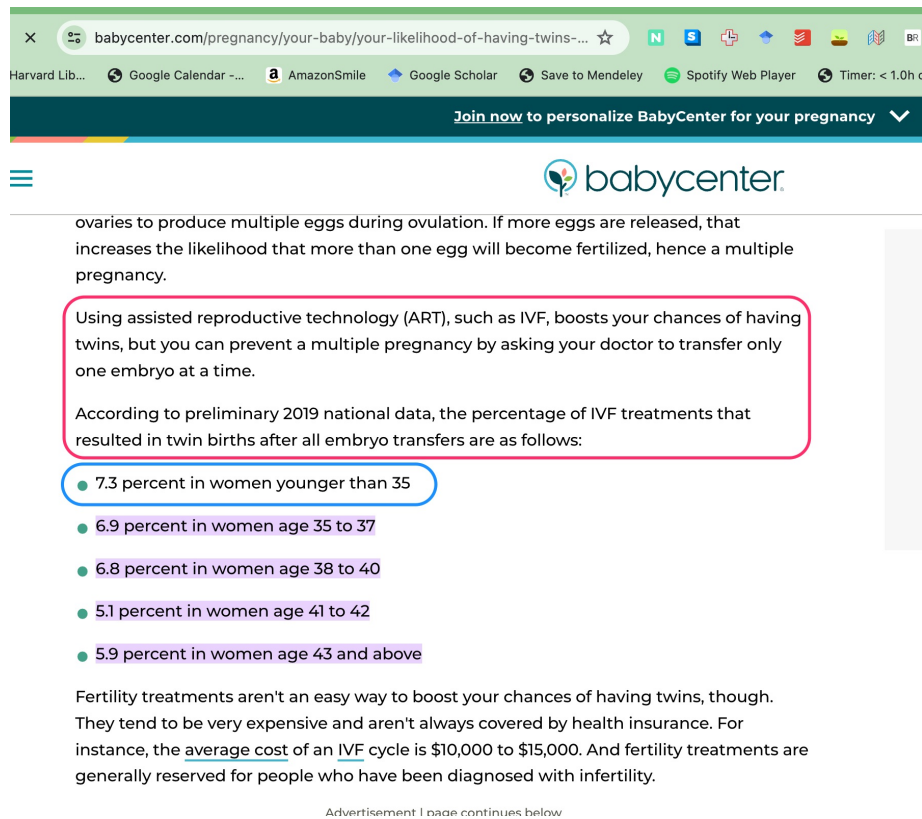 babycenter.com/pregnancy/your-baby/your-likelihood-of-having-twins-...
N S BR
Harvard Lib... Google Calendar -... a AmazonSmile Google Scholar Save to Mendeley Spotify Web Player Timer: < 1.0h
Join now to personalize BabyCenter for your pregnancy
babycenter
ovaries to produce multiple eggs during ovulation. If more eggs are released, that
increases the likelihood that more than one egg will become fertilized, hence a multiple
pregnancy.
Using assisted reproductive technology (ART), such as IVF, boosts your chances of having
twins, but you can prevent a multiple pregnancy by asking your doctor to transfer only
one embryo at a time.
According to preliminary 2019 national data, the percentage of IVF treatments that
resulted in twin births after all embryo transfers are as follows:
7.3 percent in women younger than 35
6.9 percent in women age 35 to 37
6.8 percent in women age 38 to 40
5.1 percent in women age 41 to 42
5.9 percent in women age 43 and above
Fertility treatments aren't an easy way to boost your chances of having twins, though.
They tend to be very expensive and aren't always covered by health insurance. For
instance, the average cost of an IVF cycle is $10,000 to $15,000. And fertility treatments are
generally reserved for people who have been diagnosed with infertility.
Advertisement | page continues below